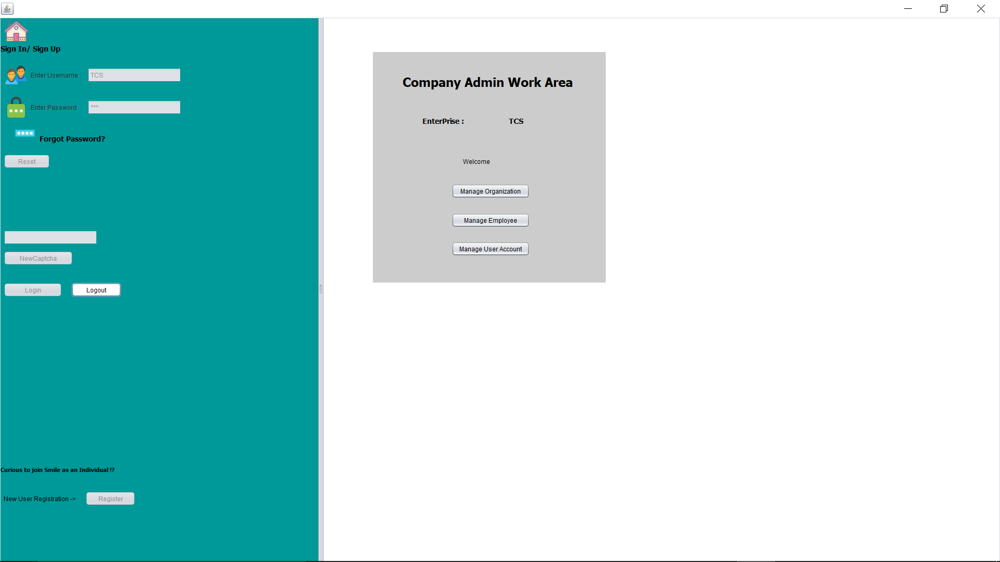 Sign In/ Sign Up
Enter Username :
TCS
Enter Password
***
Forgot Password?
Reset
NewCaptcha
Login
Logout
Curious to join Smile as an Individual !?
New User Registration ->
Register
Company Admin Work Area
EnterPrise :
TCS
Welcome
Manage Organization
Manage Employee
Manage User Account